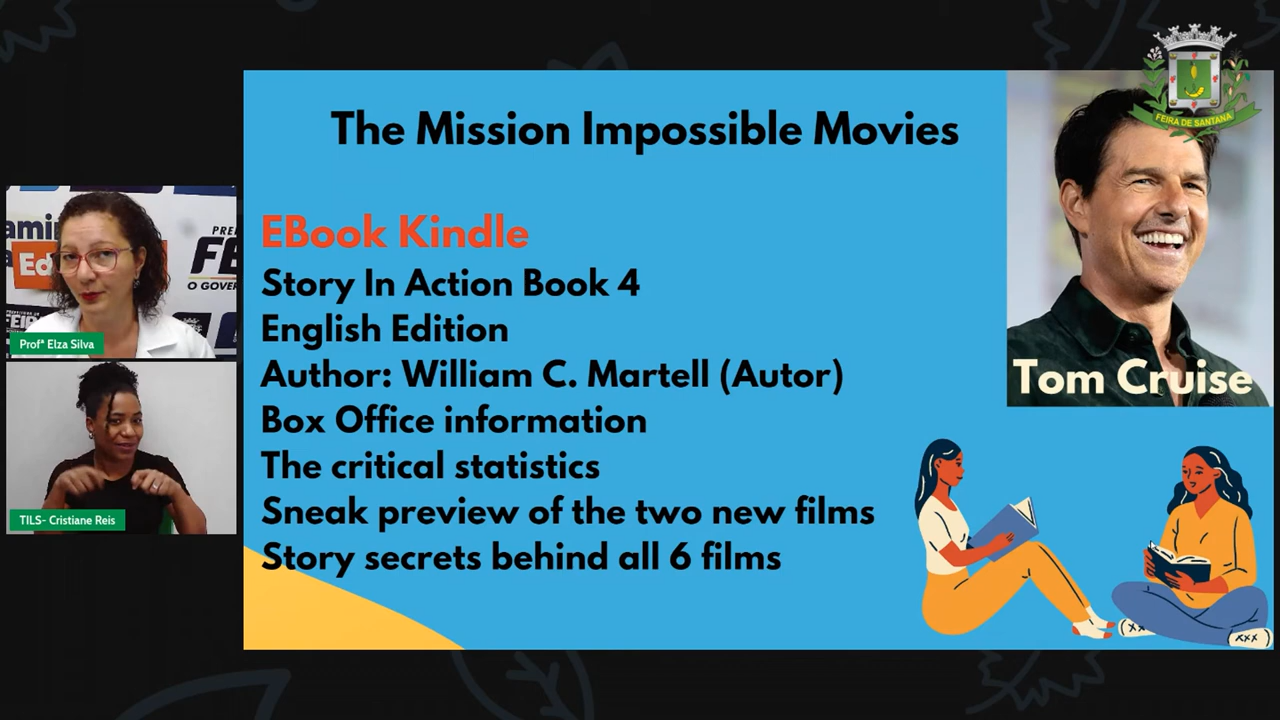 The Mission Impossible Movies
EBook Kindle
Story In Action Book 4
English Edition
Author: William C. Martell (Autor)
Box Office information
The critical statistics
Sneak preview of the two new films
Story secrets behind all 6 films
Tom Cruise
FEIRA DE SANTANA
Ed
O GOVER
Profª Elza Silva
TILS- Cristiane Reis